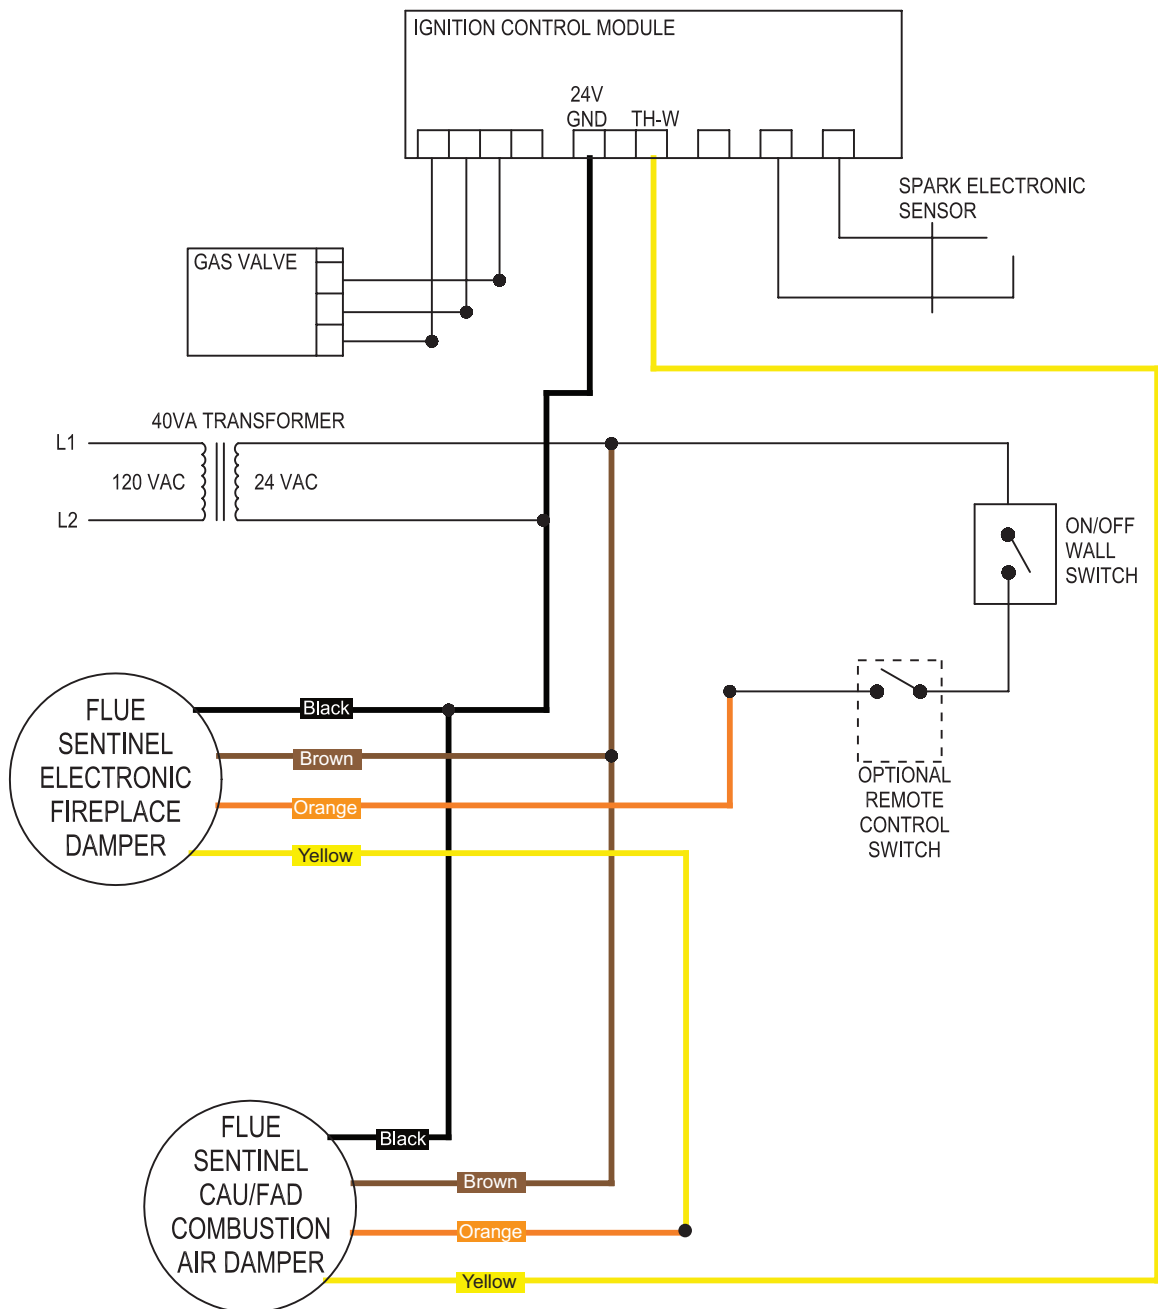 IGNITION CONTROL MODULE
24V
GND
TH-W
SPARK ELECTRONIC
SENSOR
GAS VALVE
40VA TRANSFORMER
L1
120 VAC
24 VAC
L2
ON/OFF
WALL
SWITCH
FLUE
SENTINEL
ELECTRONIC
FIREPLACE
DAMPER
Black
Brown
Orange
Yellow
OPTIONAL
REMOTE
CONTROL
SWITCH
FLUE
SENTINEL
CAU/FAD
COMBUSTION
AIR DAMPER
Black
Brown
Orange
Yellow